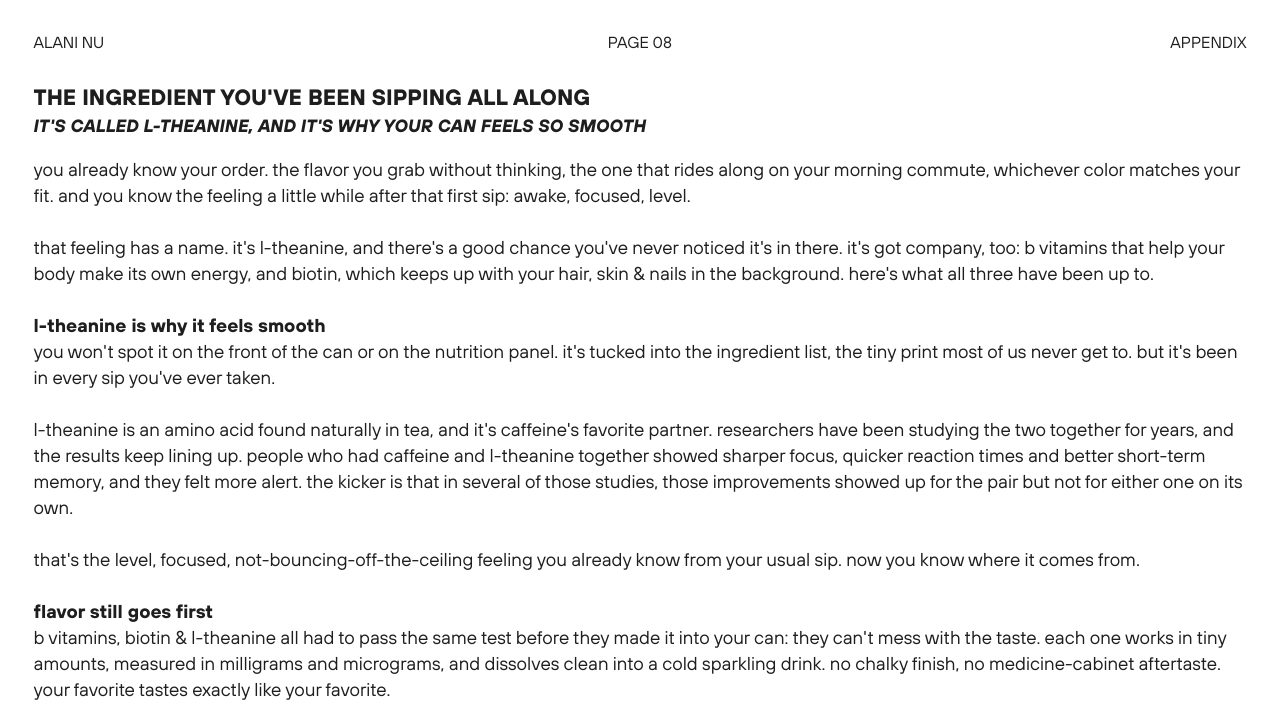 ALANI NU
PAGE 08
APPENDIX
THE INGREDIENT YOU'VE BEEN SIPPING ALL ALONG
IT'S CALLED L-THEANINE, AND IT'S WHY YOUR CAN FEELS SO SMOOTH
you already know your order. the flavor you grab without thinking, the one that rides along on your morning commute, whichever color matches your
fit. and you know the feeling a little while after that first sip: awake, focused, level.
that feeling has a name. it's l-theanine, and there's a good chance you've never noticed it's in there. it's got company, too: b vitamins that help your
body make its own energy, and biotin, which keeps up with your hair, skin & nails in the background. here's what all three have been up to.
l-theanine is why it feels smooth
you won't spot it on the front of the can or on the nutrition panel. it's tucked into the ingredient list, the tiny print most of us never get to. but it's been
in every sip you've ever taken.
l-theanine is an amino acid found naturally in tea, and it's caffeine's favorite partner. researchers have been studying the two together for years, and
the results keep lining up. people who had caffeine and l-theanine together showed sharper focus, quicker reaction times and better short-term
memory, and they felt more alert. the kicker is that in several of those studies, those improvements showed up for the pair but not for either one on its
own.
that's the level, focused, not-bouncing-off-the-ceiling feeling you already know from your usual sip. now you know where it comes from.
flavor still goes first
b vitamins, biotin & l-theanine all had to pass the same test before they made it into your can: they can't mess with the taste. each one works in tiny
amounts, measured in milligrams and micrograms, and dissolves clean into a cold sparkling drink. no chalky finish, no medicine-cabinet aftertaste.
your favorite tastes exactly like your favorite.